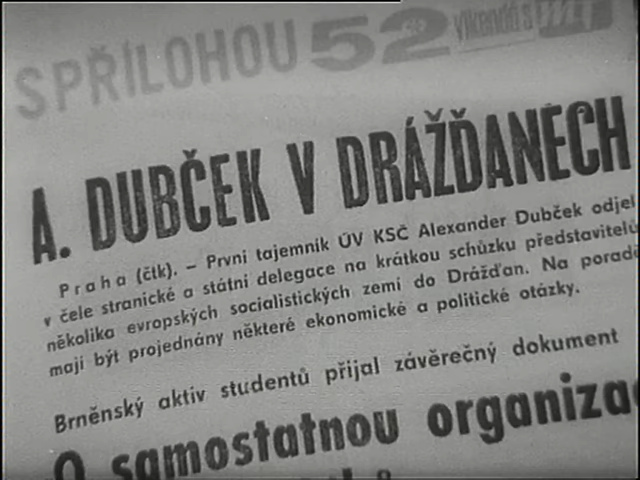 S PŘÍLOHOU 52 víkendů s
A. DUBČEK V DRÁŽĎANECH
Praha (čtk). – První tajemník ÚV KSČ Alexander Dubček odjel
v čele stranické a státní delegace na krátkou schůzku představitelů
několika evropských socialistických zemí do Drážďan. Na poradě
mají být projednány některé ekonomické a politické otázky.
Brněnský aktiv studentů přijal závěrečný dokument
O samostatnou organizac